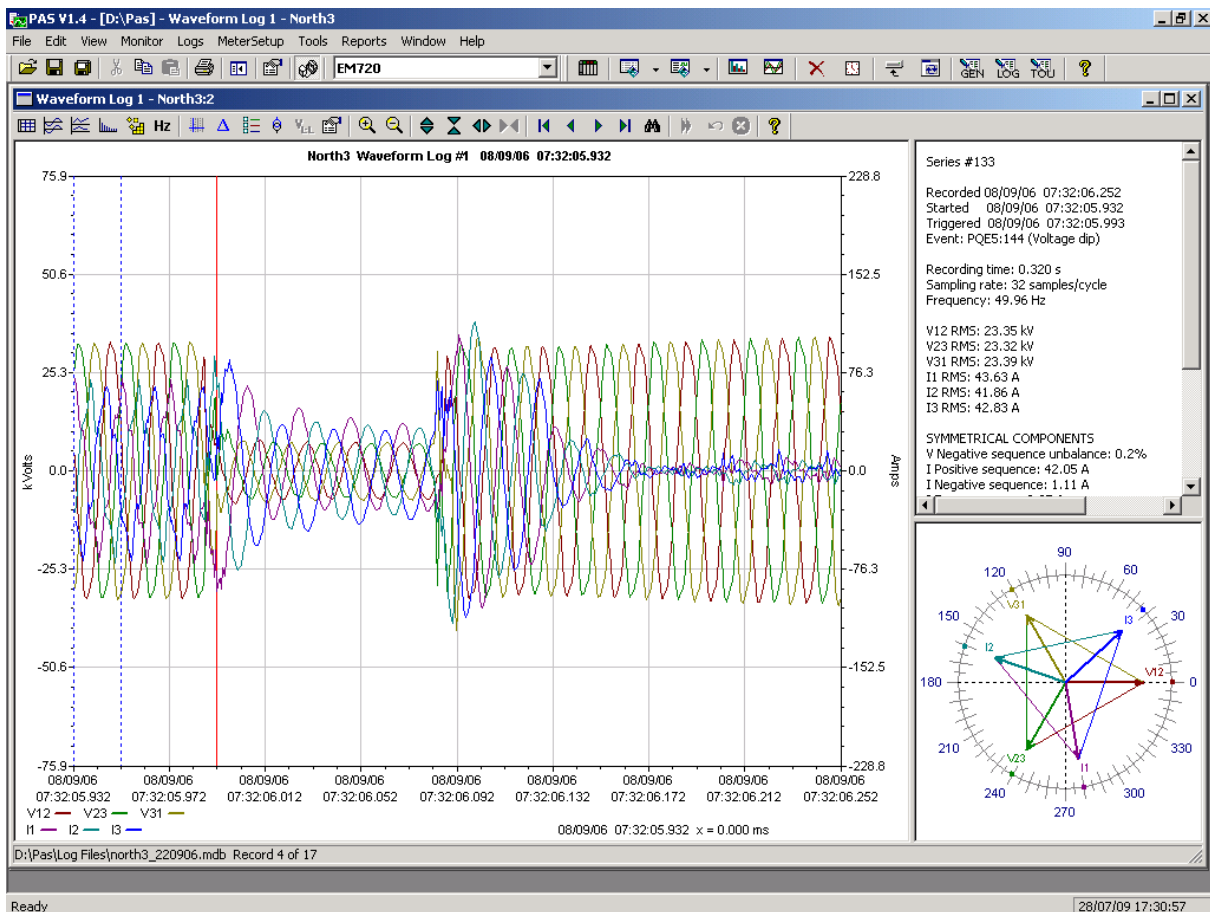 PAS V1.4 - [D:\Pas] - Waveform Log 1 - North3
File Edit View Monitor Logs MeterSetup Tools Reports Window Help
EM720
GEN LOG TOU
Waveform Log 1 - North3:2
Hz
North3 Waveform Log #1 08/09/06 07:32:05.932
75.9
50.6
25.3
0.0
-25.3
-50.6
-75.9
kVolts
228.8
152.5
76.3
0.0
-76.3
-152.5
-228.8
Amps
08/09/06 08/09/06 08/09/06 08/09/06 08/09/06 08/09/06 08/09/06 08/09/06 08/09/06
07:32:05.932 07:32:05.972 07:32:06.012 07:32:06.052 07:32:06.092 07:32:06.132 07:32:06.172 07:32:06.212 07:32:06.252
V12 V23 V31
I1 I2 I3
08/09/06 07:32:05.932 x = 0.000 ms
Series #133
Recorded 08/09/06 07:32:06.252
Started 08/09/06 07:32:05.932
Triggered 08/09/06 07:32:05.993
Event: PQE5:144 (Voltage dip)
Recording time: 0.320 s
Sampling rate: 32 samples/cycle
Frequency: 49.96 Hz
V12 RMS: 23.35 kV
V23 RMS: 23.32 kV
V31 RMS: 23.39 kV
I1 RMS: 43.63 A
I2 RMS: 41.86 A
I3 RMS: 42.83 A
SYMMETRICAL COMPONENTS
V Negative sequence unbalance: 0.2%
I Positive sequence: 42.05 A
I Negative sequence: 1.11 A
90
120
60
150
30
180
0
210
330
240
300
270
V31
I3
I2
V12
V23
I1
D:\Pas\Log Files\north3_220906.mdb Record 4 of 17
Ready
28/07/09 17:30:57